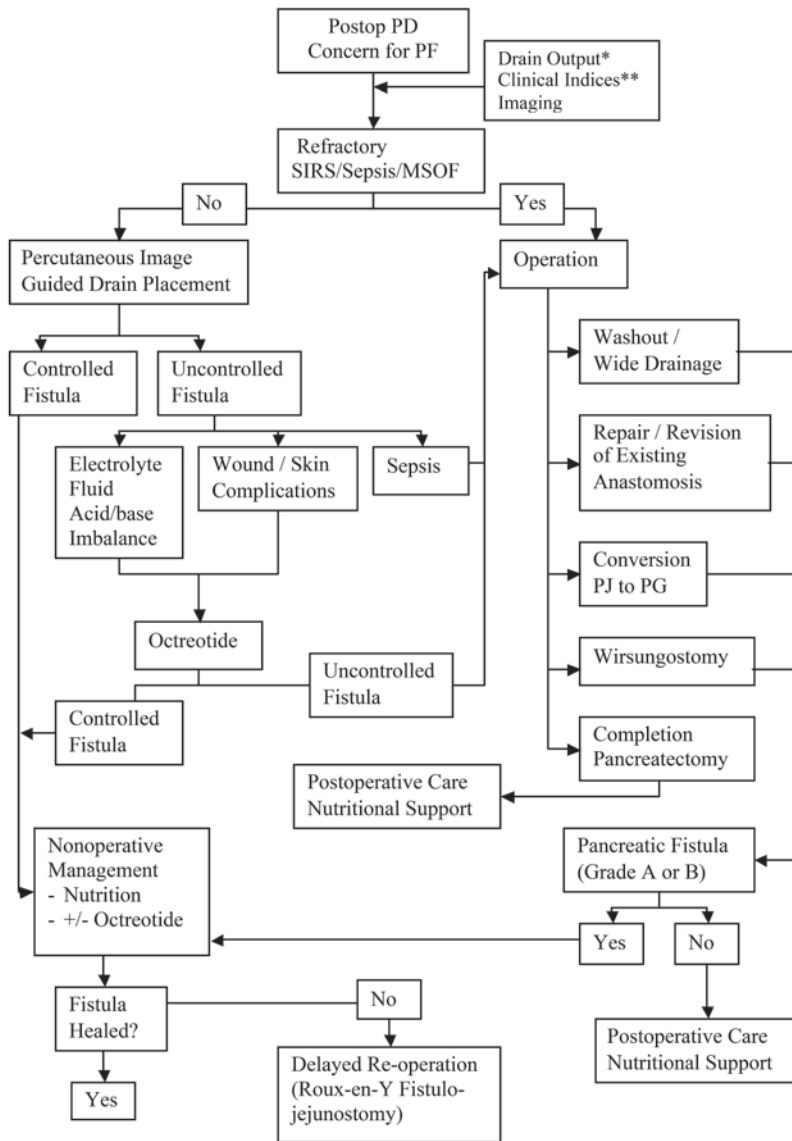 Postop PD
Concern for PF
Drain Output*
Clinical Indices**
Imaging
Refractory
SIRS/Sepsis/MSOF
No
Yes
Percutaneous Image
Guided Drain Placement
Operation
Controlled
Fistula
Uncontrolled
Fistula
Washout /
Wide Drainage
Electrolyte
Fluid
Acid/base
Imbalance
Wound / Skin
Complications
Sepsis
Repair / Revision
of Existing
Anastomosis
Conversion
PJ to PG
Octreotide
Wirsungostomy
Uncontrolled
Fistula
Controlled
Fistula
Completion
Pancreatectomy
Postoperative Care
Nutritional Support
Nonoperative
Management
- Nutrition
- +/- Octreotide
Pancreatic Fistula
(Grade A or B)
Yes
No
Fistula
Healed?
No
Postoperative Care
Nutritional Support
Yes
Delayed Re-operation
(Roux-en-Y Fistulo-
jejunostomy)